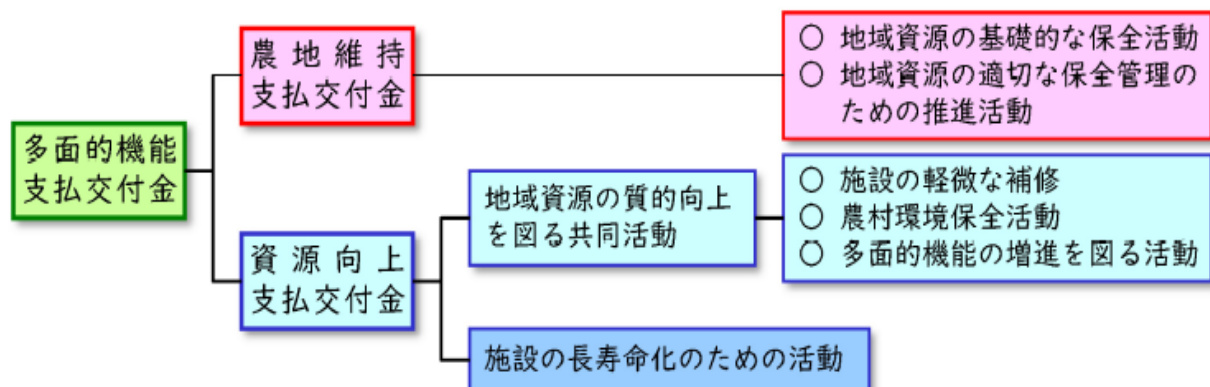 多面的機能
支払交付金
農地維持
支払交付金
○ 地域資源の基礎的な保全活動
○ 地域資源の適切な保全管理の
ための推進活動
資源向上
支払交付金
地域資源の質的向上
を図る共同活動
○ 施設の軽微な補修
○ 農村環境保全活動
○ 多面的機能の増進を図る活動
施設の長寿命化のための活動